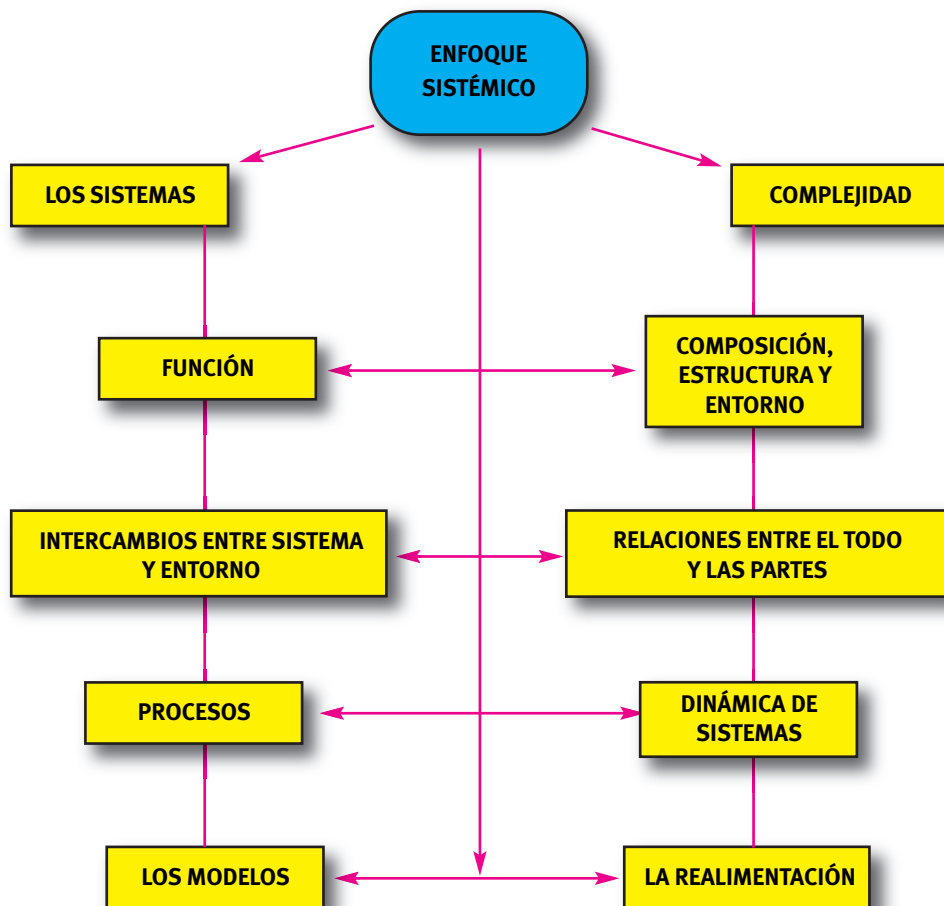 ENFOQUE
SISTÉMICO
LOS SISTEMAS
COMPLEJIDAD
FUNCIÓN
COMPOSICIÓN,
ESTRUCTURA Y
ENTORNO
INTERCAMBIOS ENTRE SISTEMA
Y ENTORNO
RELACIONES ENTRE EL TODO
Y LAS PARTES
PROCESOS
DINÁMICA DE
SISTEMAS
LOS MODELOS
LA REALIMENTACIÓN